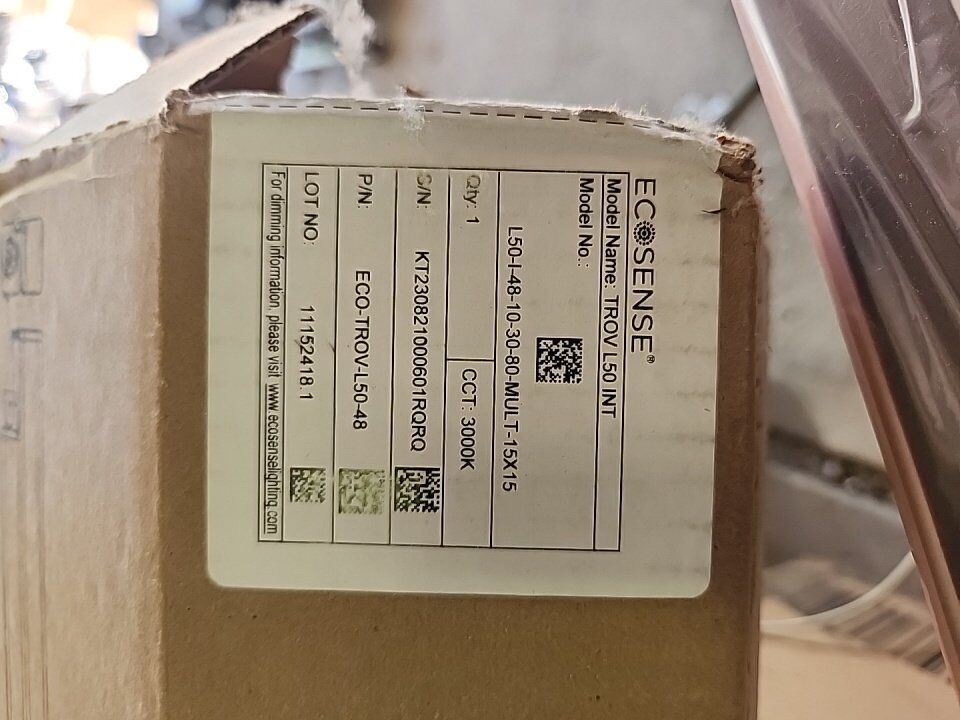 ECOSENSE®
Model Name: TROV L50 INT
Model No.:
L50-I-48-10-30-80-MULT-15X15
Qty: 1
CCT: 3000K
S/N: KT230821000601RQRQ
P/N: ECO-TROV-L50-48
LOT NO: 11152418.1
For dimming information, please visit www.ecosenselighting.com